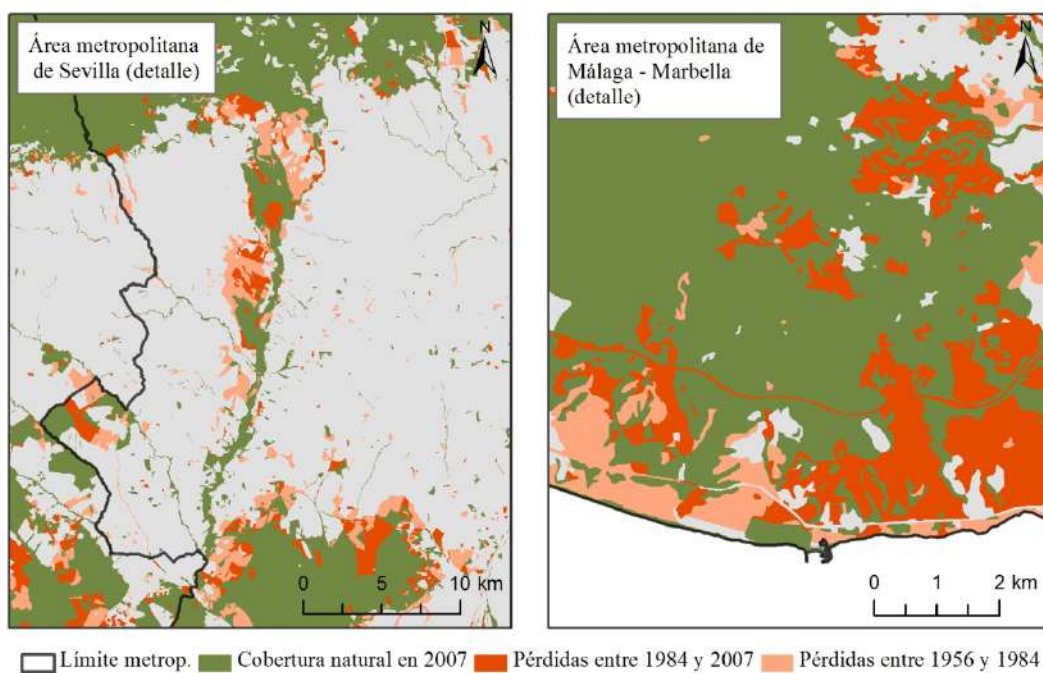 Área metropolitana
de Sevilla (detalle)
N
0 5 10 km
Área metropolitana de
Málaga - Marbella
(detalle)
N
0 1 2 km
Límite metrop.
Cobertura natural en 2007
Pérdidas entre 1984 y 2007
Pérdidas entre 1956 y 1984